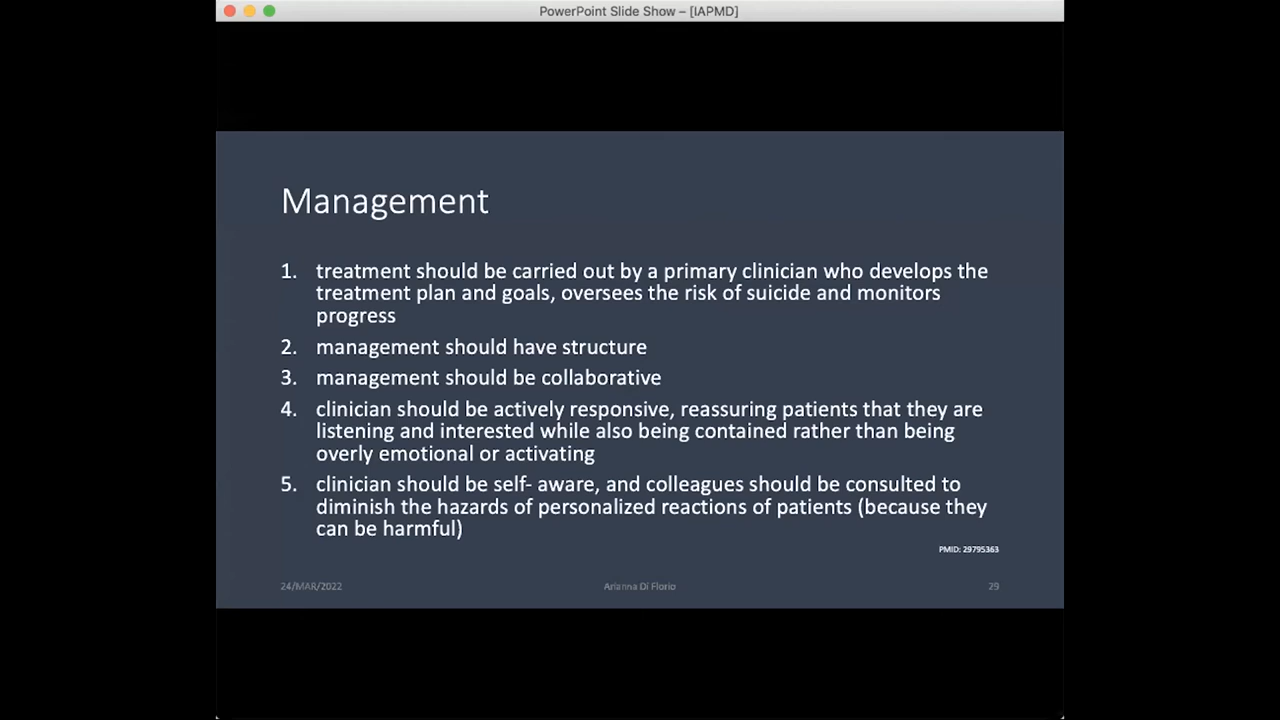 PowerPoint Slide Show – [IAPMD]
Management
1. treatment should be carried out by a primary clinician who develops the
treatment plan and goals, oversees the risk of suicide and monitors
progress
2. management should have structure
3. management should be collaborative
4. clinician should be actively responsive, reassuring patients that they are
listening and interested while also being contained rather than being
overly emotional or activating
5. clinician should be self- aware, and colleagues should be consulted to
diminish the hazards of personalized reactions of patients (because they
can be harmful)
PMID: 29795363
24/MAR/2022 Arianna Di Florio 29